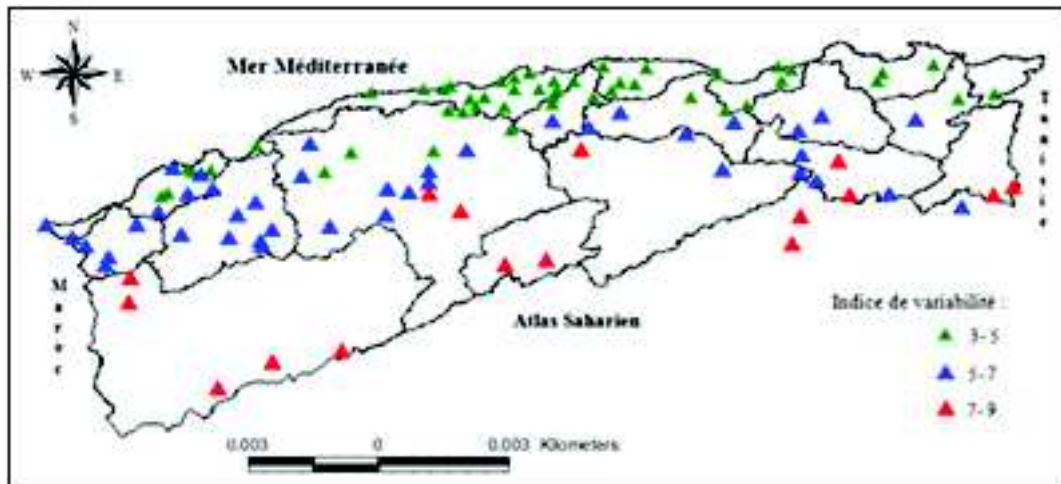 N
W E
S
Mer Méditerranée
Tunisie
Maroc
Atlas Saharien
Indice de variabilité :
3-5
5-7
7-9
0.003 0 0.003 Kilometers